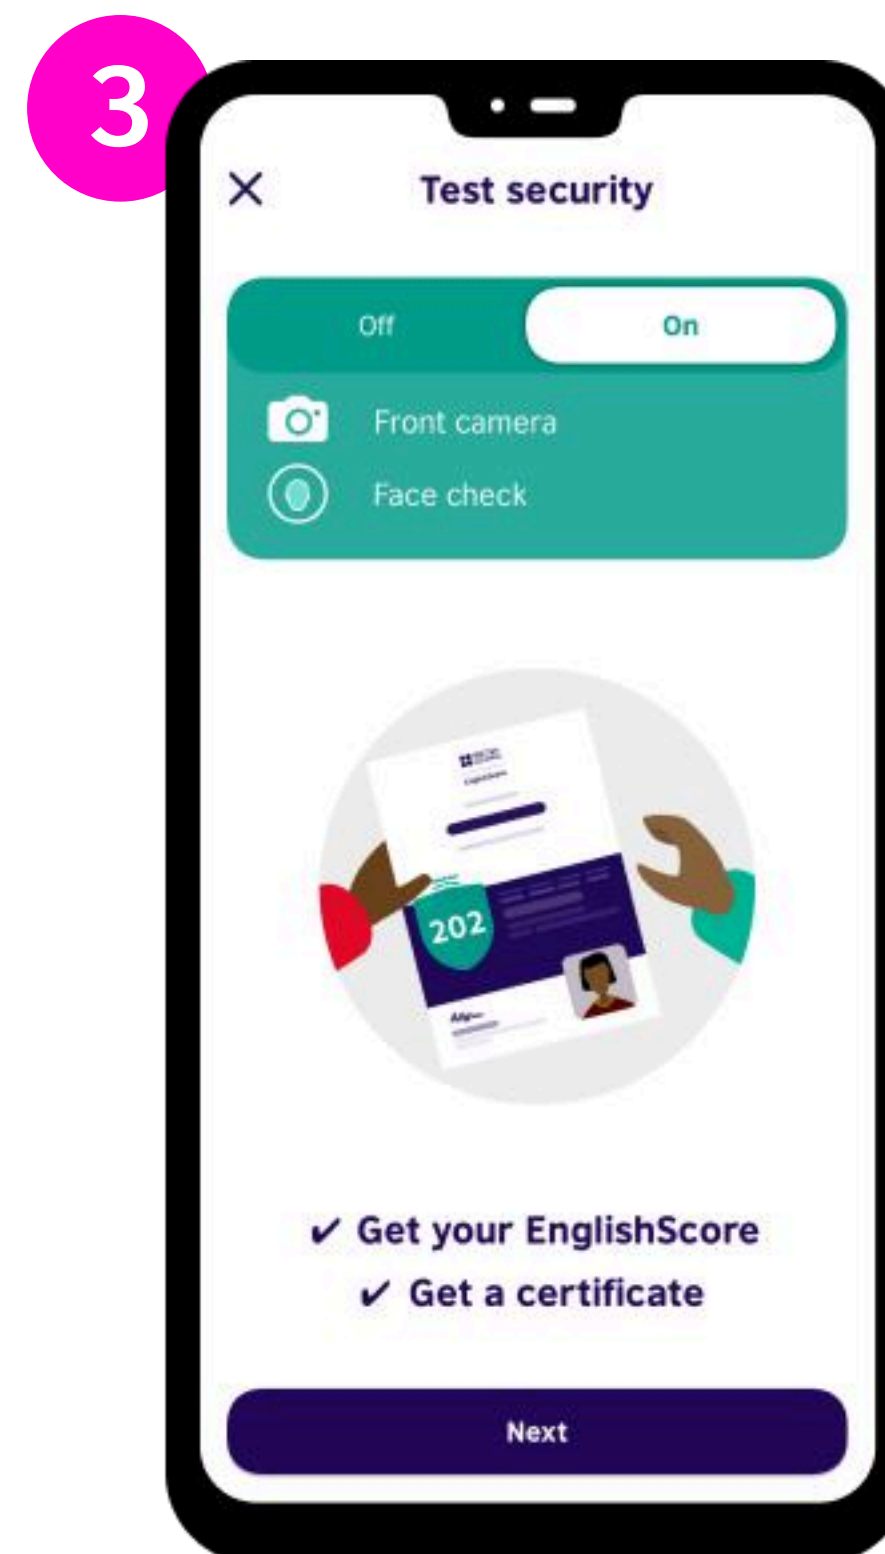 3
Test security
Off
On
Front camera
Face check
202
✔ Get your EnglishScore
✔ Get a certificate
Next